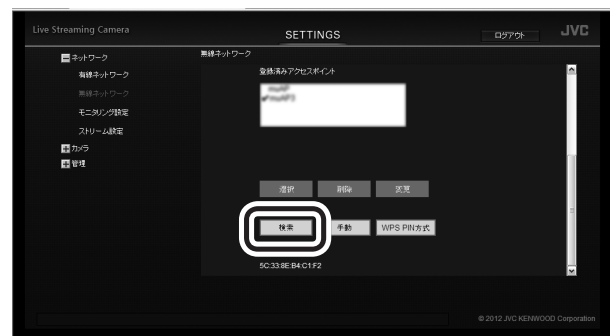 Live Streaming Camera
SETTINGS
ログアウト
JVC
ネットワーク
有線ネットワーク
無線ネットワーク
モニタリング設定
ストリーム設定
カメラ
管理
無線ネットワーク
登録済みアクセスポイント
選択
削除
変更
検索
手動
WPS PIN方式
5C:33:8E:B4:C1:F2
© 2012 JVC KENWOOD Corporation